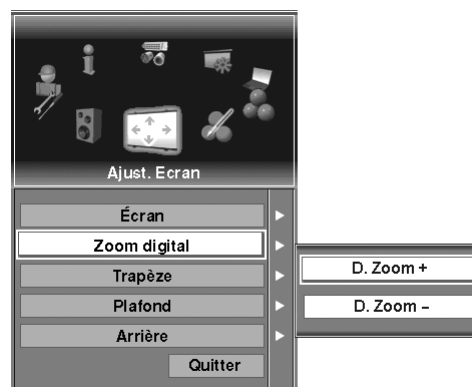 Ajust. Ecran
Écran
Zoom digital
Trapèze
Plafond
Arrière
Quitter
D. Zoom +
D. Zoom –